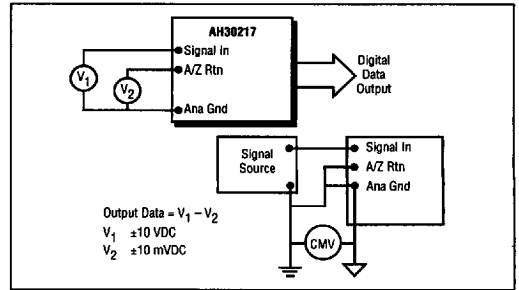 AH30217
Signal In
A/Z Rtn
Ana Gnd
V1
V2
Digital
Data
Output
Signal
Source
Signal In
A/Z Rtn
Ana Gnd
CMV
Output Data = V1 – V2
V1 ±10 VDC
V2 ±10 mVDC